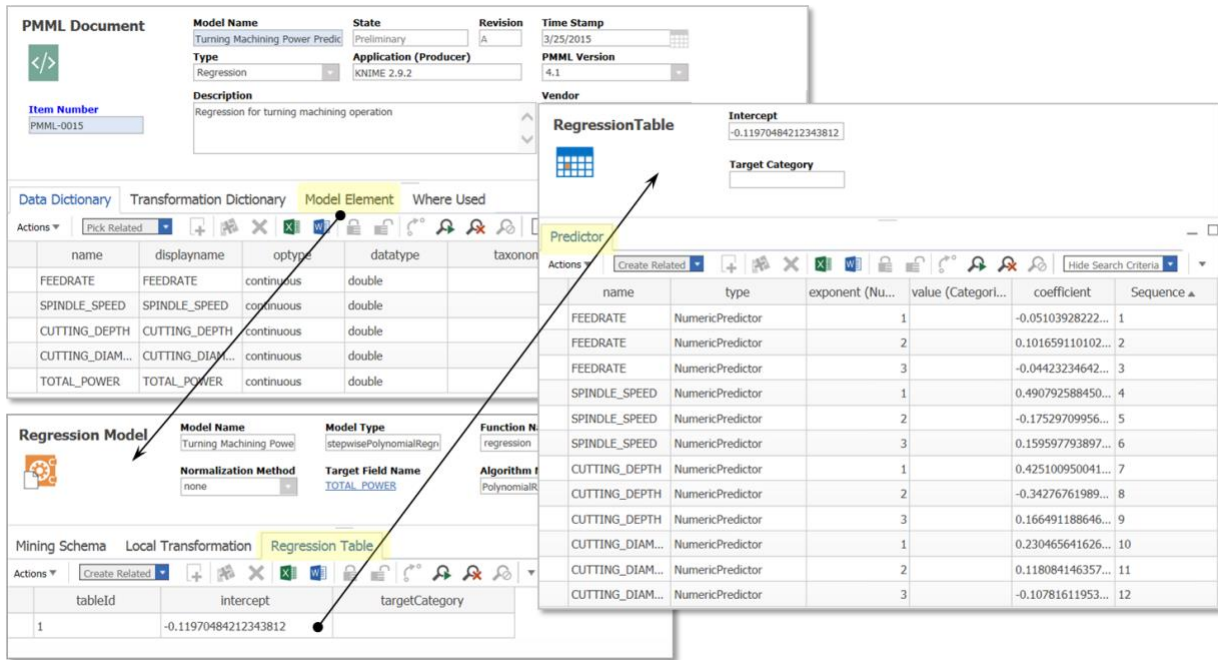 PMML Document
Model Name State Revision Time Stamp
Turning Machining Power Predic Preliminary A 3/25/2015
Type Application (Producer) PMML Version
Regression KNIME 2.9.2 4.1
Description Vendor
Item Number
Regression for turning machining operation
PMML-0015
Data Dictionary Transformation Dictionary Model Element Where Used
Actions Pick Related
name displayname optype datatype taxonom
FEEDRATE FEEDRATE continuous double
SPINDLE_SPEED SPINDLE_SPEED continuous double
CUTTING_DEPTH CUTTING_DEPTH continuous double
CUTTING_DIAM... CUTTING_DIAM... continuous double
TOTAL_POWER TOTAL_POWER continuous double
Regression Model
Model Name Model Type Function N
Turning Machining Powe stepwisePolynomialRegn regression
Normalization Method Target Field Name Algorithm
none TOTAL_POWER PolynomialR
Mining Schema Local Transformation Regression Table
Actions Create Related
tableId intercept targetCategory
1 -0.11970484212343812
RegressionTable
Intercept
-0.11970484212343812
Target Category
Predictor
Actions Create Related Hide Search Criteria
name type exponent (Nu... value (Categori... coefficient Sequence
FEEDRATE NumericPredictor 1 -0.05103928222... 1
FEEDRATE NumericPredictor 2 0.101659110102... 2
FEEDRATE NumericPredictor 3 -0.04423234642... 3
SPINDLE_SPEED NumericPredictor 1 0.490792588450... 4
SPINDLE_SPEED NumericPredictor 2 -0.17529709956... 5
SPINDLE_SPEED NumericPredictor 3 0.159597793897... 6
CUTTING_DEPTH NumericPredictor 1 0.425100950041... 7
CUTTING_DEPTH NumericPredictor 2 -0.34276761989... 8
CUTTING_DEPTH NumericPredictor 3 0.166491188646... 9
CUTTING_DIAM... NumericPredictor 1 0.230465641626... 10
CUTTING_DIAM... NumericPredictor 2 0.118084146357... 11
CUTTING_DIAM... NumericPredictor 3 -0.10781611953... 12